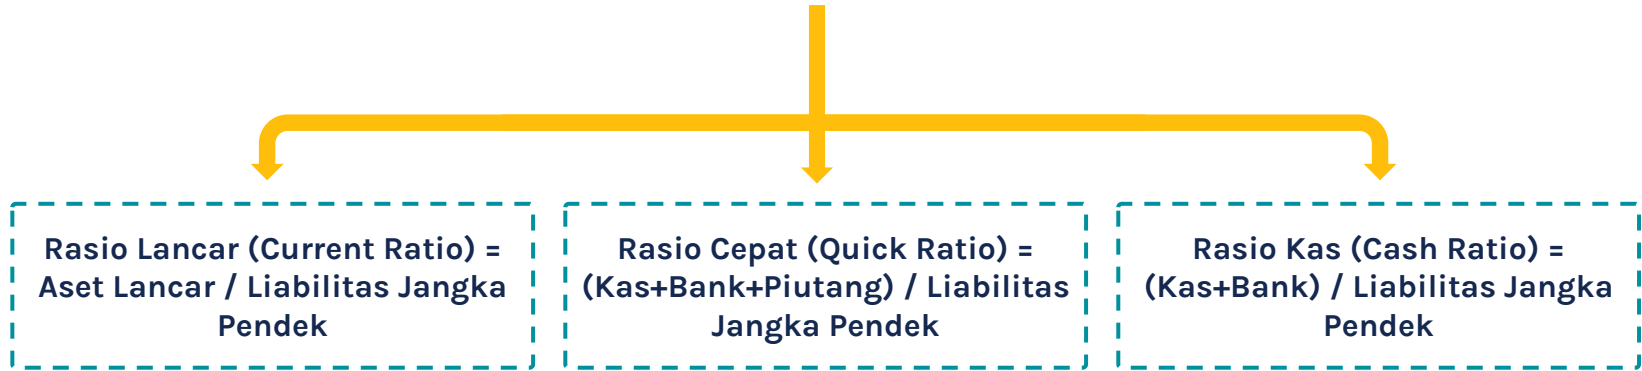 Rasio Lancar (Current Ratio) =
Aset Lancar / Liabilitas Jangka
Pendek
Rasio Cepat (Quick Ratio) =
(Kas+Bank+Piutang) / Liabilitas
Jangka Pendek
Rasio Kas (Cash Ratio) =
(Kas+Bank) / Liabilitas Jangka
Pendek